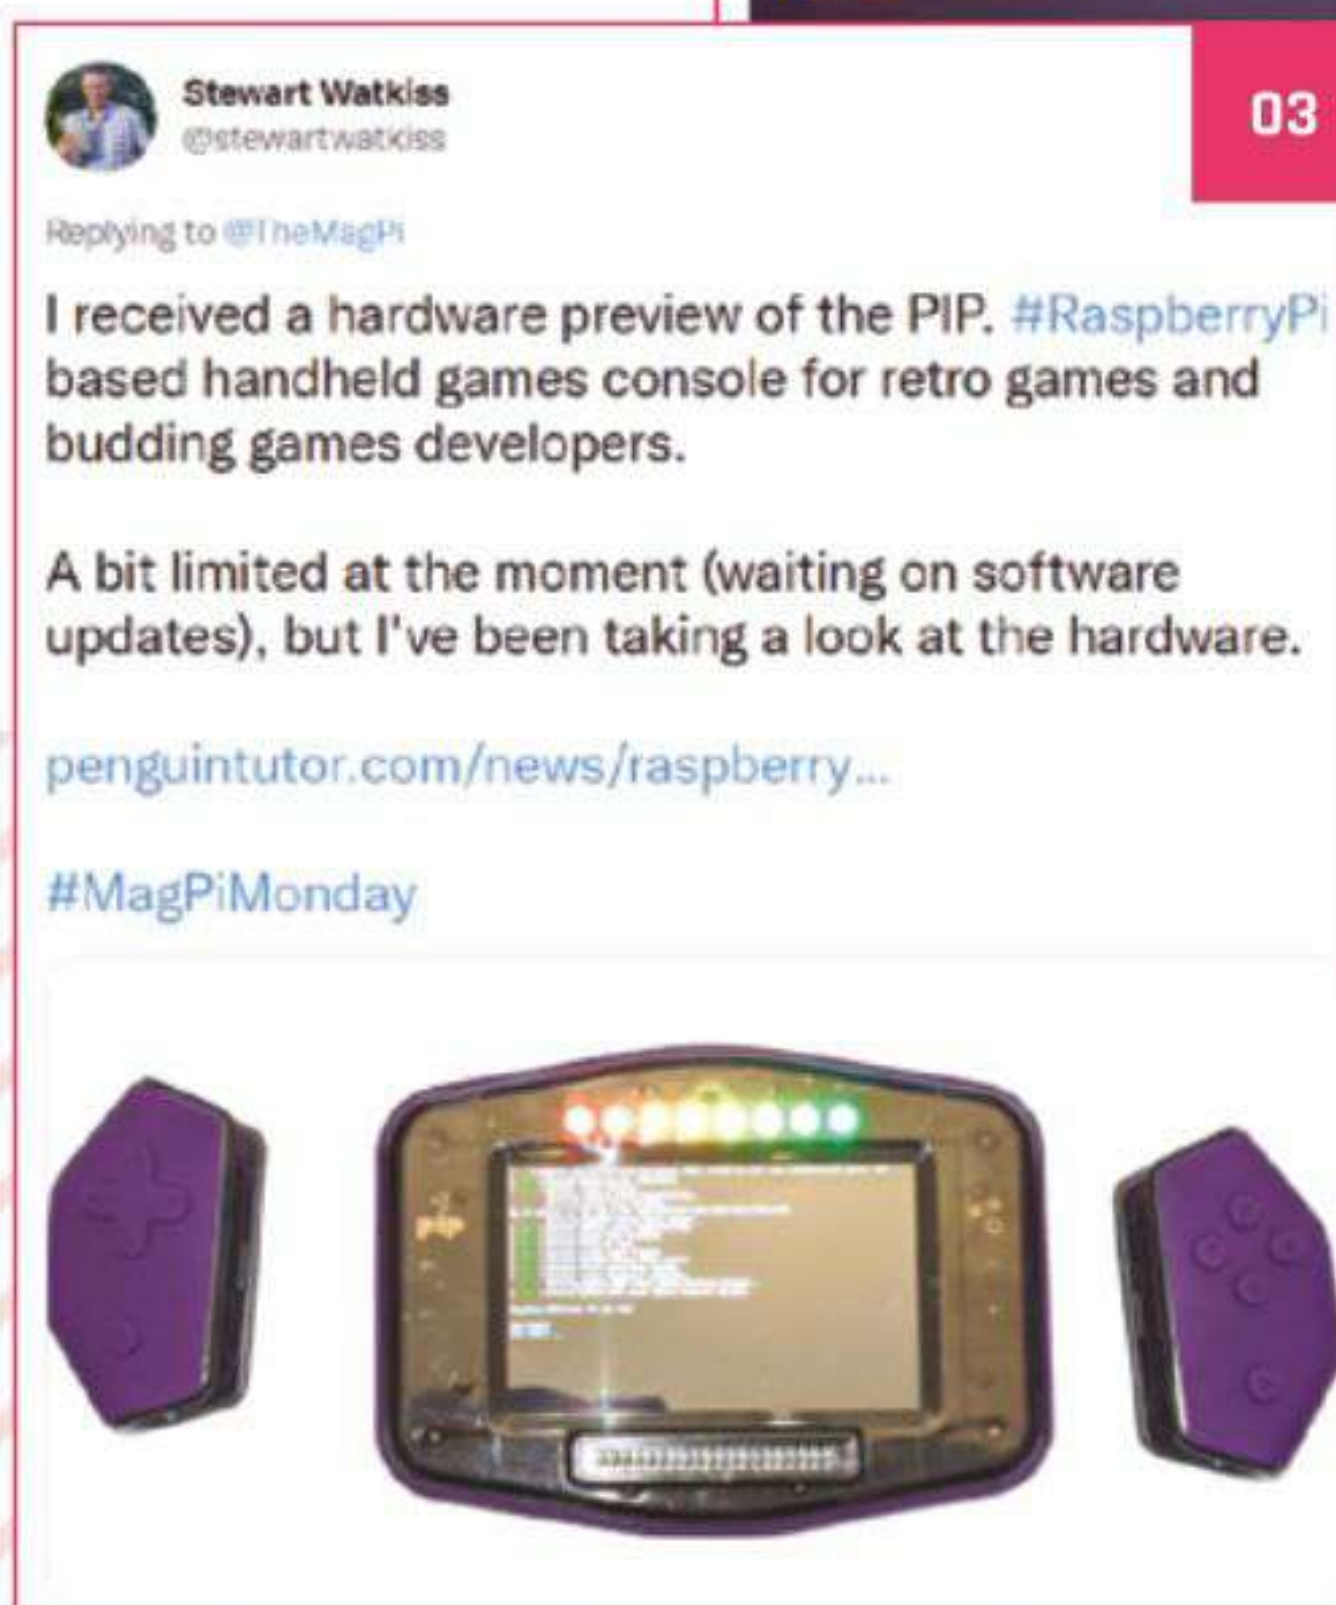 Stewart Watkiss
@stewartwatkiss
03
Replying to @TheMagPi
I received a hardware preview of the PIP. #RaspberryPi
based handheld games console for retro games and
budding games developers.
A bit limited at the moment (waiting on software
updates), but I've been taking a look at the hardware.
penguintutor.com/news/raspberry...
#MagPiMonday
pip